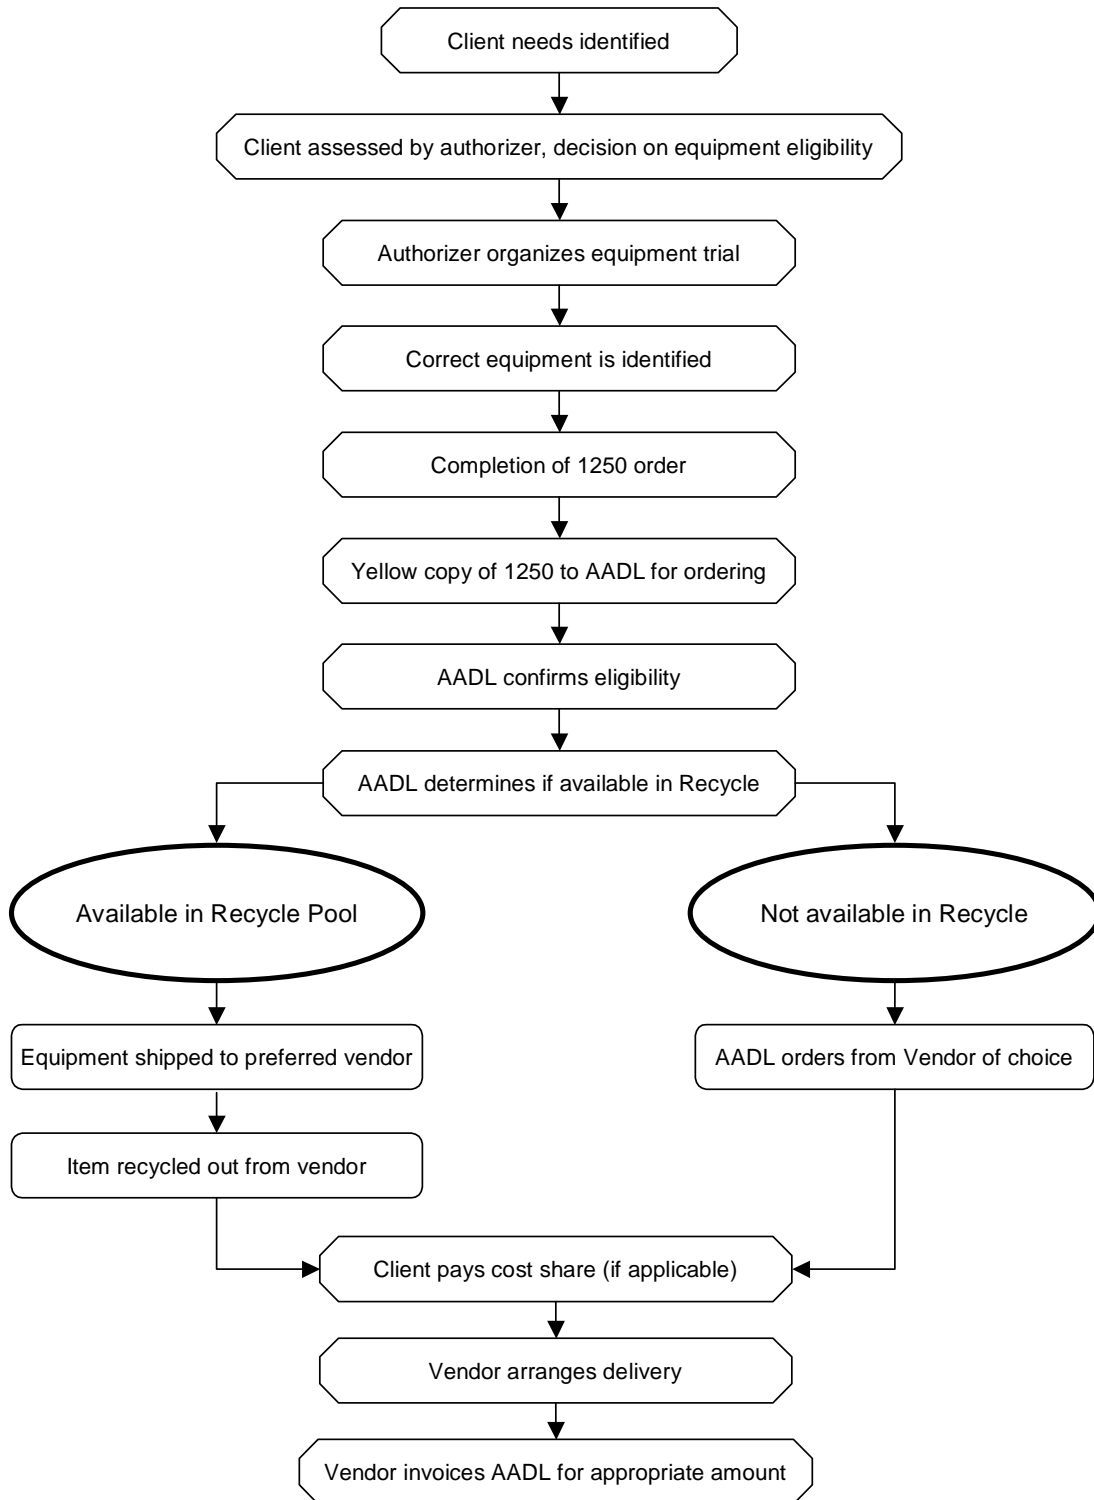 Client needs identified
Client assessed by authorizer, decision on equipment eligibility
Authorizer organizes equipment trial
Correct equipment is identified
Completion of 1250 order
Yellow copy of 1250 to AADL for ordering
AADL confirms eligibility
AADL determines if available in Recycle
Available in Recycle Pool
Not available in Recycle
Equipment shipped to preferred vendor
AADL orders from Vendor of choice
Item recycled out from vendor
Client pays cost share (if applicable)
Vendor arranges delivery
Vendor invoices AADL for appropriate amount